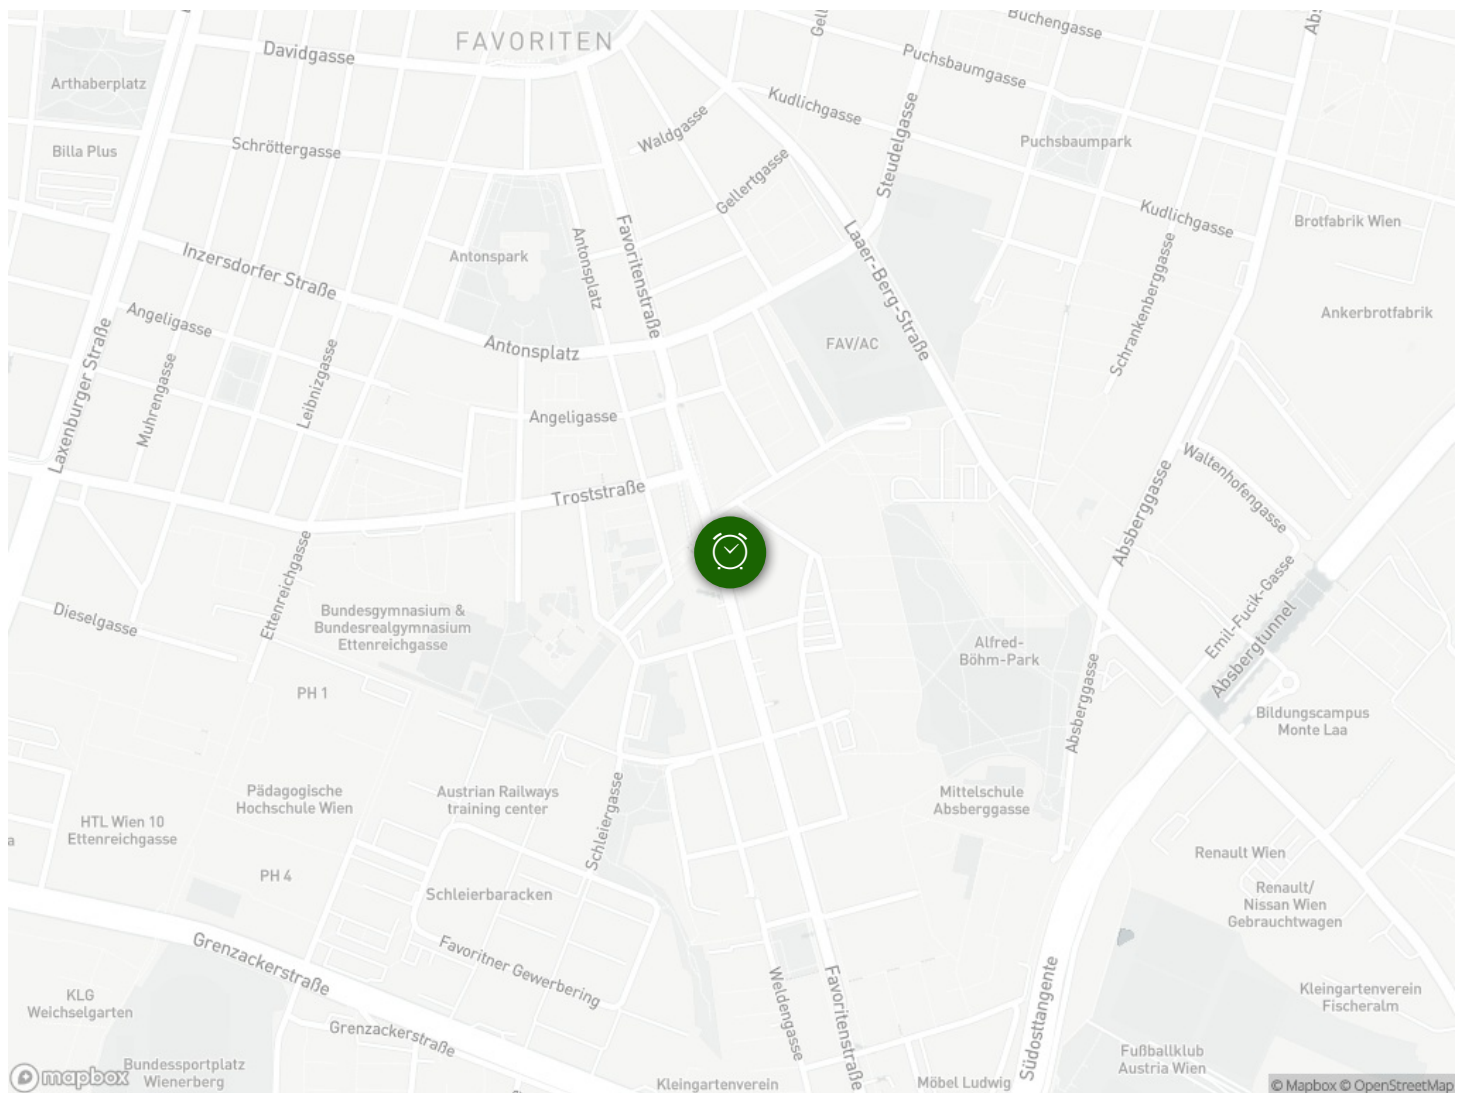 Buchengasse
Abs
Gell
FAVORITEN
Davidgasse
Puchsbaumgasse
Arthaberplatz
Kudlichgasse
Waldgasse
Steudelgasse
Puchsbaumpark
Billa Plus
Schröttergasse
Gellertgasse
Kudlichgasse
Brotfabrik Wien
Inzersdorfer Straße
Antonspark
Antonsplatz
Favoritenstraße
Laaer-Berg-Straße
Schrankenberggasse
Ankerbrotfabrik
Angeligasse
Antonsplatz
FAV/AC
Laxenburger Straße
Muhrengasse
Leibnizgasse
Angeligasse
Waltenhofengasse
Troststraße
Absberggasse
Ettenreichgasse
Dieselgasse
Bundesgymnasium &
Bundesrealgymnasium
Ettenreichgasse
Emil-Fucik-Gasse
Absbergtunnel
Alfred-
Böhm-Park
PH 1
Absberggasse
Bildungscampus
Monte Laa
Pädagogische
Hochschule Wien
Austrian Railways
training center
Mittelschule
Absberggasse
HTL Wien 10
Ettenreichgasse
a
Schleiergasse
Renault Wien
PH 4
Schleierbaracken
Renault/
Nissan Wien
Gebrauchtwagen
Grenzackerstraße
Favoritner Gewerbering
Weldengasse
Favoritenstraße
Südosttangente
KLG
Weichselgarten
Kleingartenverein
Fischeralm
Grenzackerstraße
Bundessportplatz
Wienerberg
Fußballklub
Austria Wien
Kleingartenverein
Möbel Ludwig
mapbox
© Mapbox © OpenStreetMap